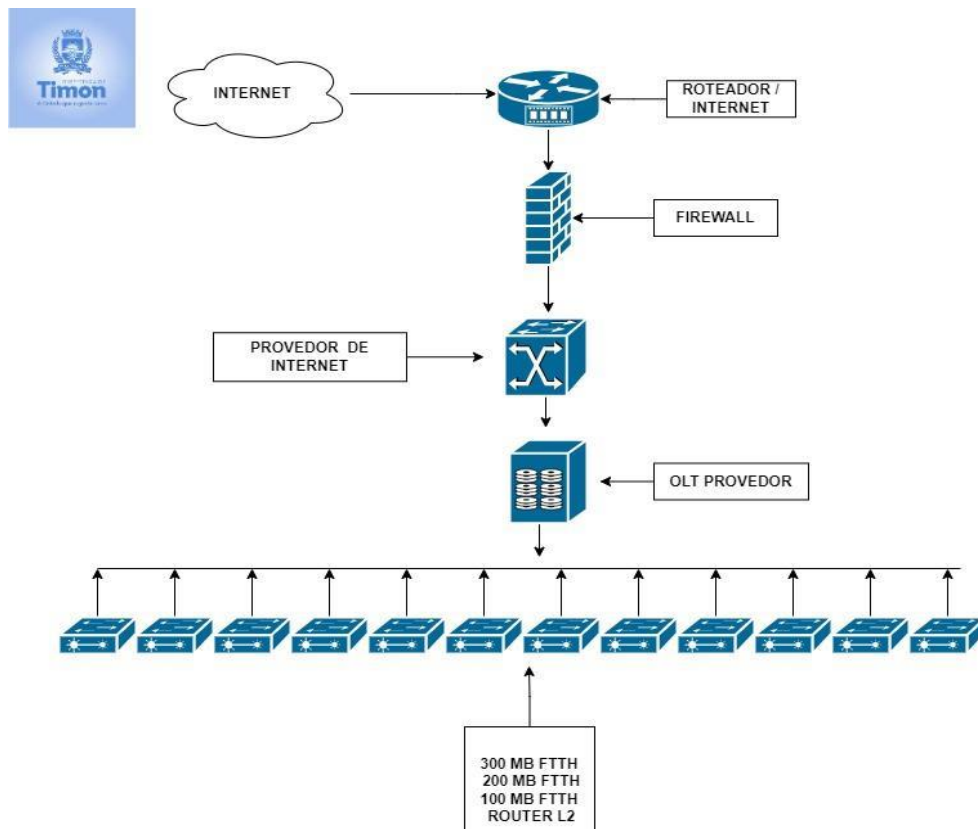 Timon
INTERNET
ROTEADOR /
INTERNET
FIREWALL
PROVEDOR DE
INTERNET
OLT PROVEDOR
300 MB FTTH
200 MB FTTH
100 MB FTTH
ROUTER L2